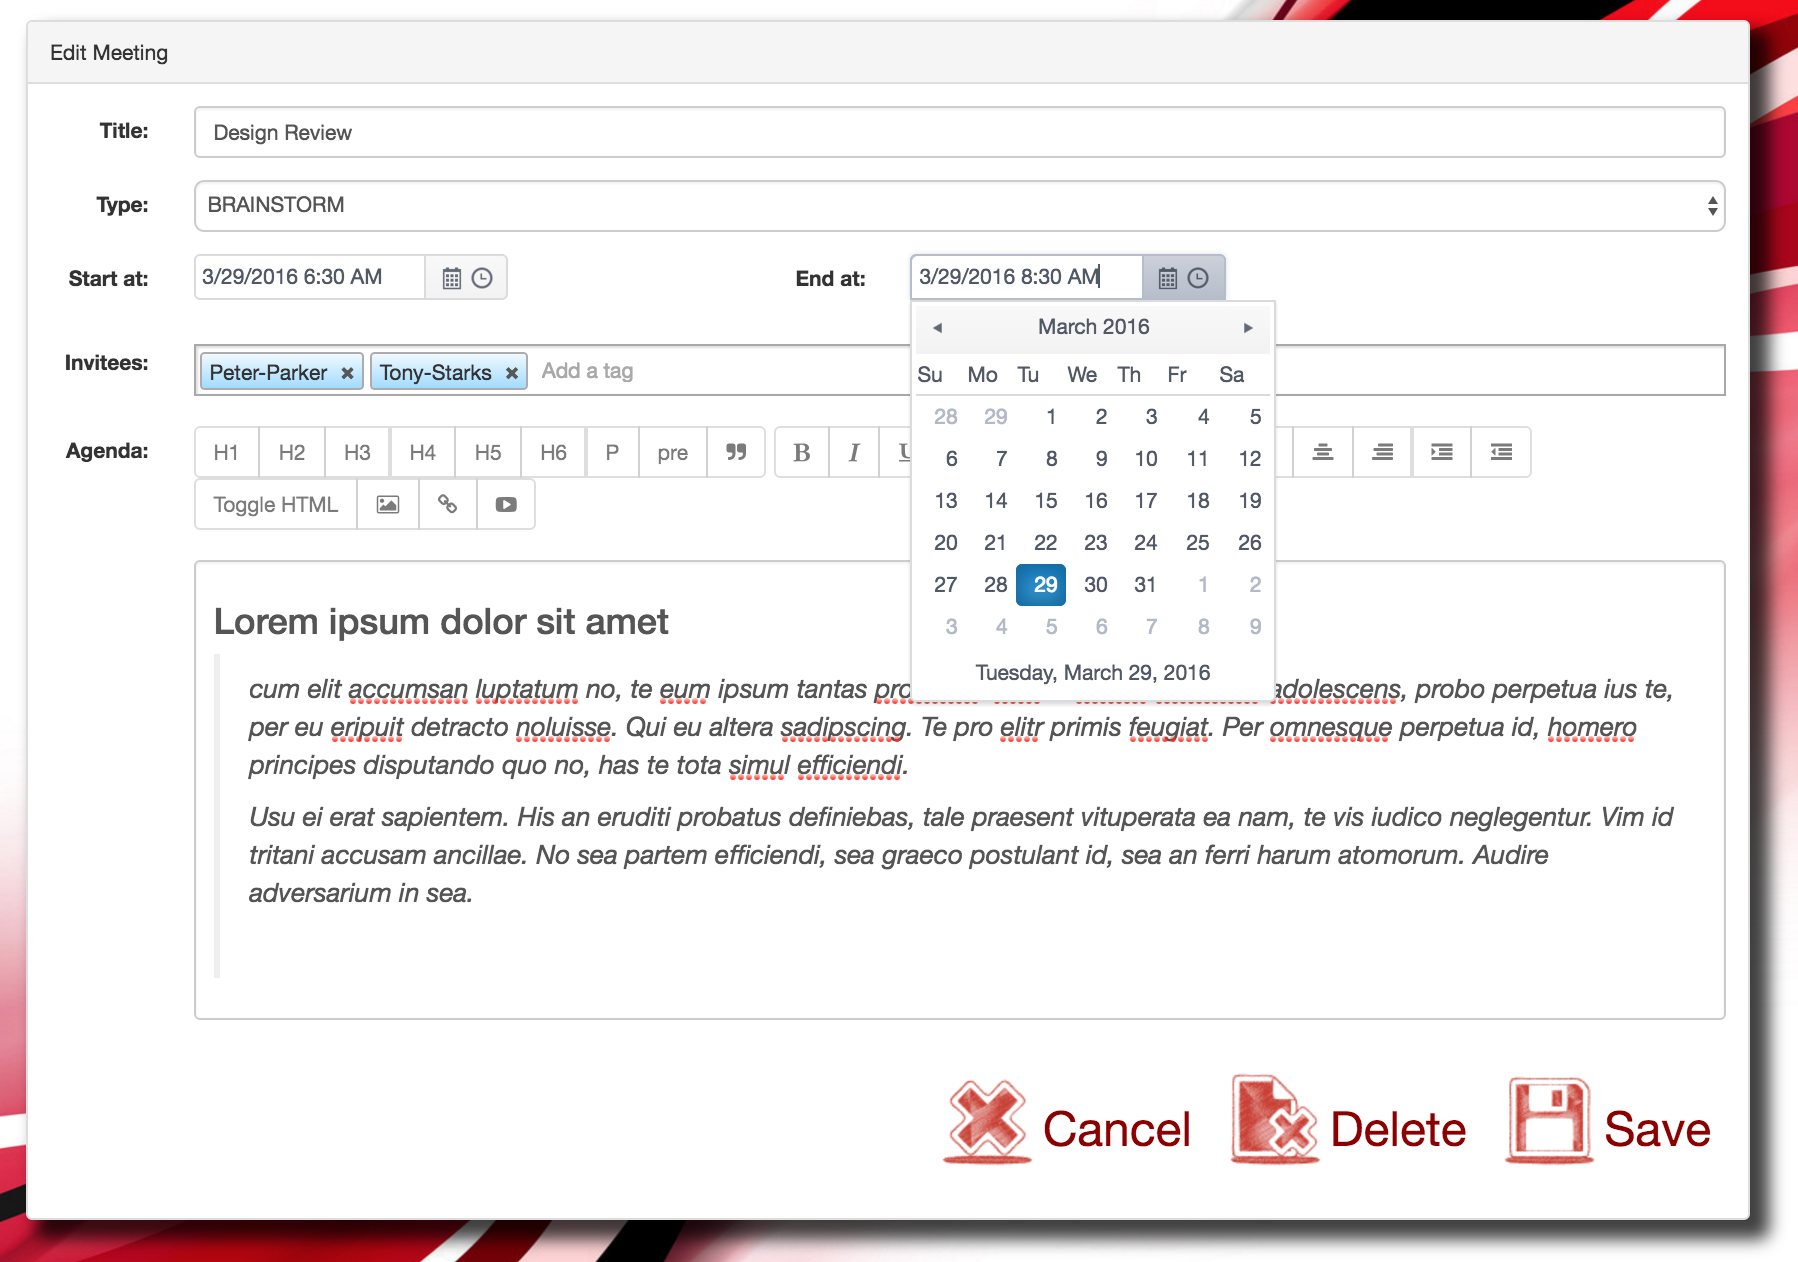 Edit Meeting
Title:
Design Review
Type:
BRAINSTORM
Start at:
3/29/2016 6:30 AM
End at:
3/29/2016 8:30 AM
March 2016
Su Mo Tu We Th Fr Sa
28 29 1 2 3 4 5
6 7 8 9 10 11 12
13 14 15 16 17 18 19
20 21 22 23 24 25 26
27 28 29 30 31 1 2
3 4 5 6 7 8 9
Tuesday, March 29, 2016
Invitees:
Peter-Parker Tony-Starks Add a tag
Agenda:
H1 H2 H3 H4 H5 H6 P pre B I U
Toggle HTML
Lorem ipsum dolor sit amet
cum elit accumsan luptatum no, te eum ipsum tantas adolescens, probo perpetua ius te,
per eu eripuit detracto noluisse. Qui eu altera sadipscing. Te pro elitr primis feugiat. Per omnesque perpetua id, homero
principes disputando quo no, has te tota simul efficiendi.
Usu ei erat sapientem. His an eruditi probatus definiebas, tale praesent vituperata ea nam, te vis iudico neglegentur. Vim id
tritani accusam ancillae. No sea partem efficiendi, sea graeco postulant id, sea an ferri harum atomorum. Audire
adversarium in sea.
Cancel Delete Save